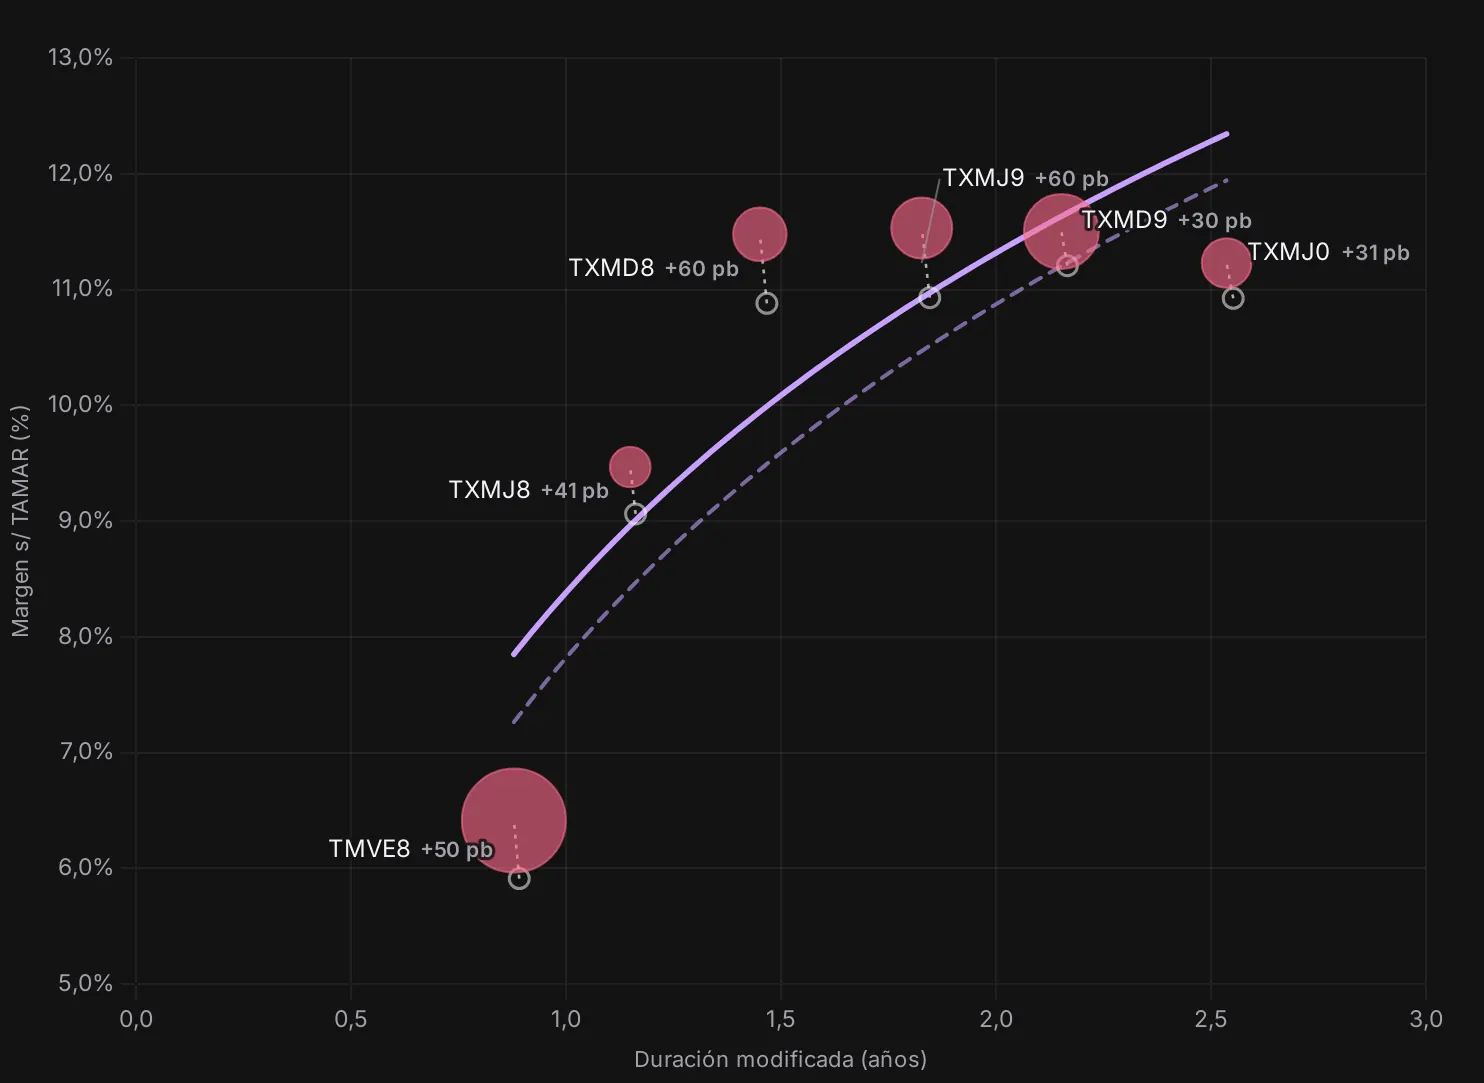 13,0%
12,0%
TXMJ9 +60 pb
TXMD9 +30 pb
TXMJ0 +31 pb
TXMD8 +60 pb
11,0%
10,0%
TXMJ8 +41 pb
9,0%
Margen s/ TAMAR (%)
8,0%
7,0%
TMVE8 +50 pb
6,0%
5,0%
0,0 0,5 1,0 1,5 2,0 2,5 3,0
Duración modificada (años)